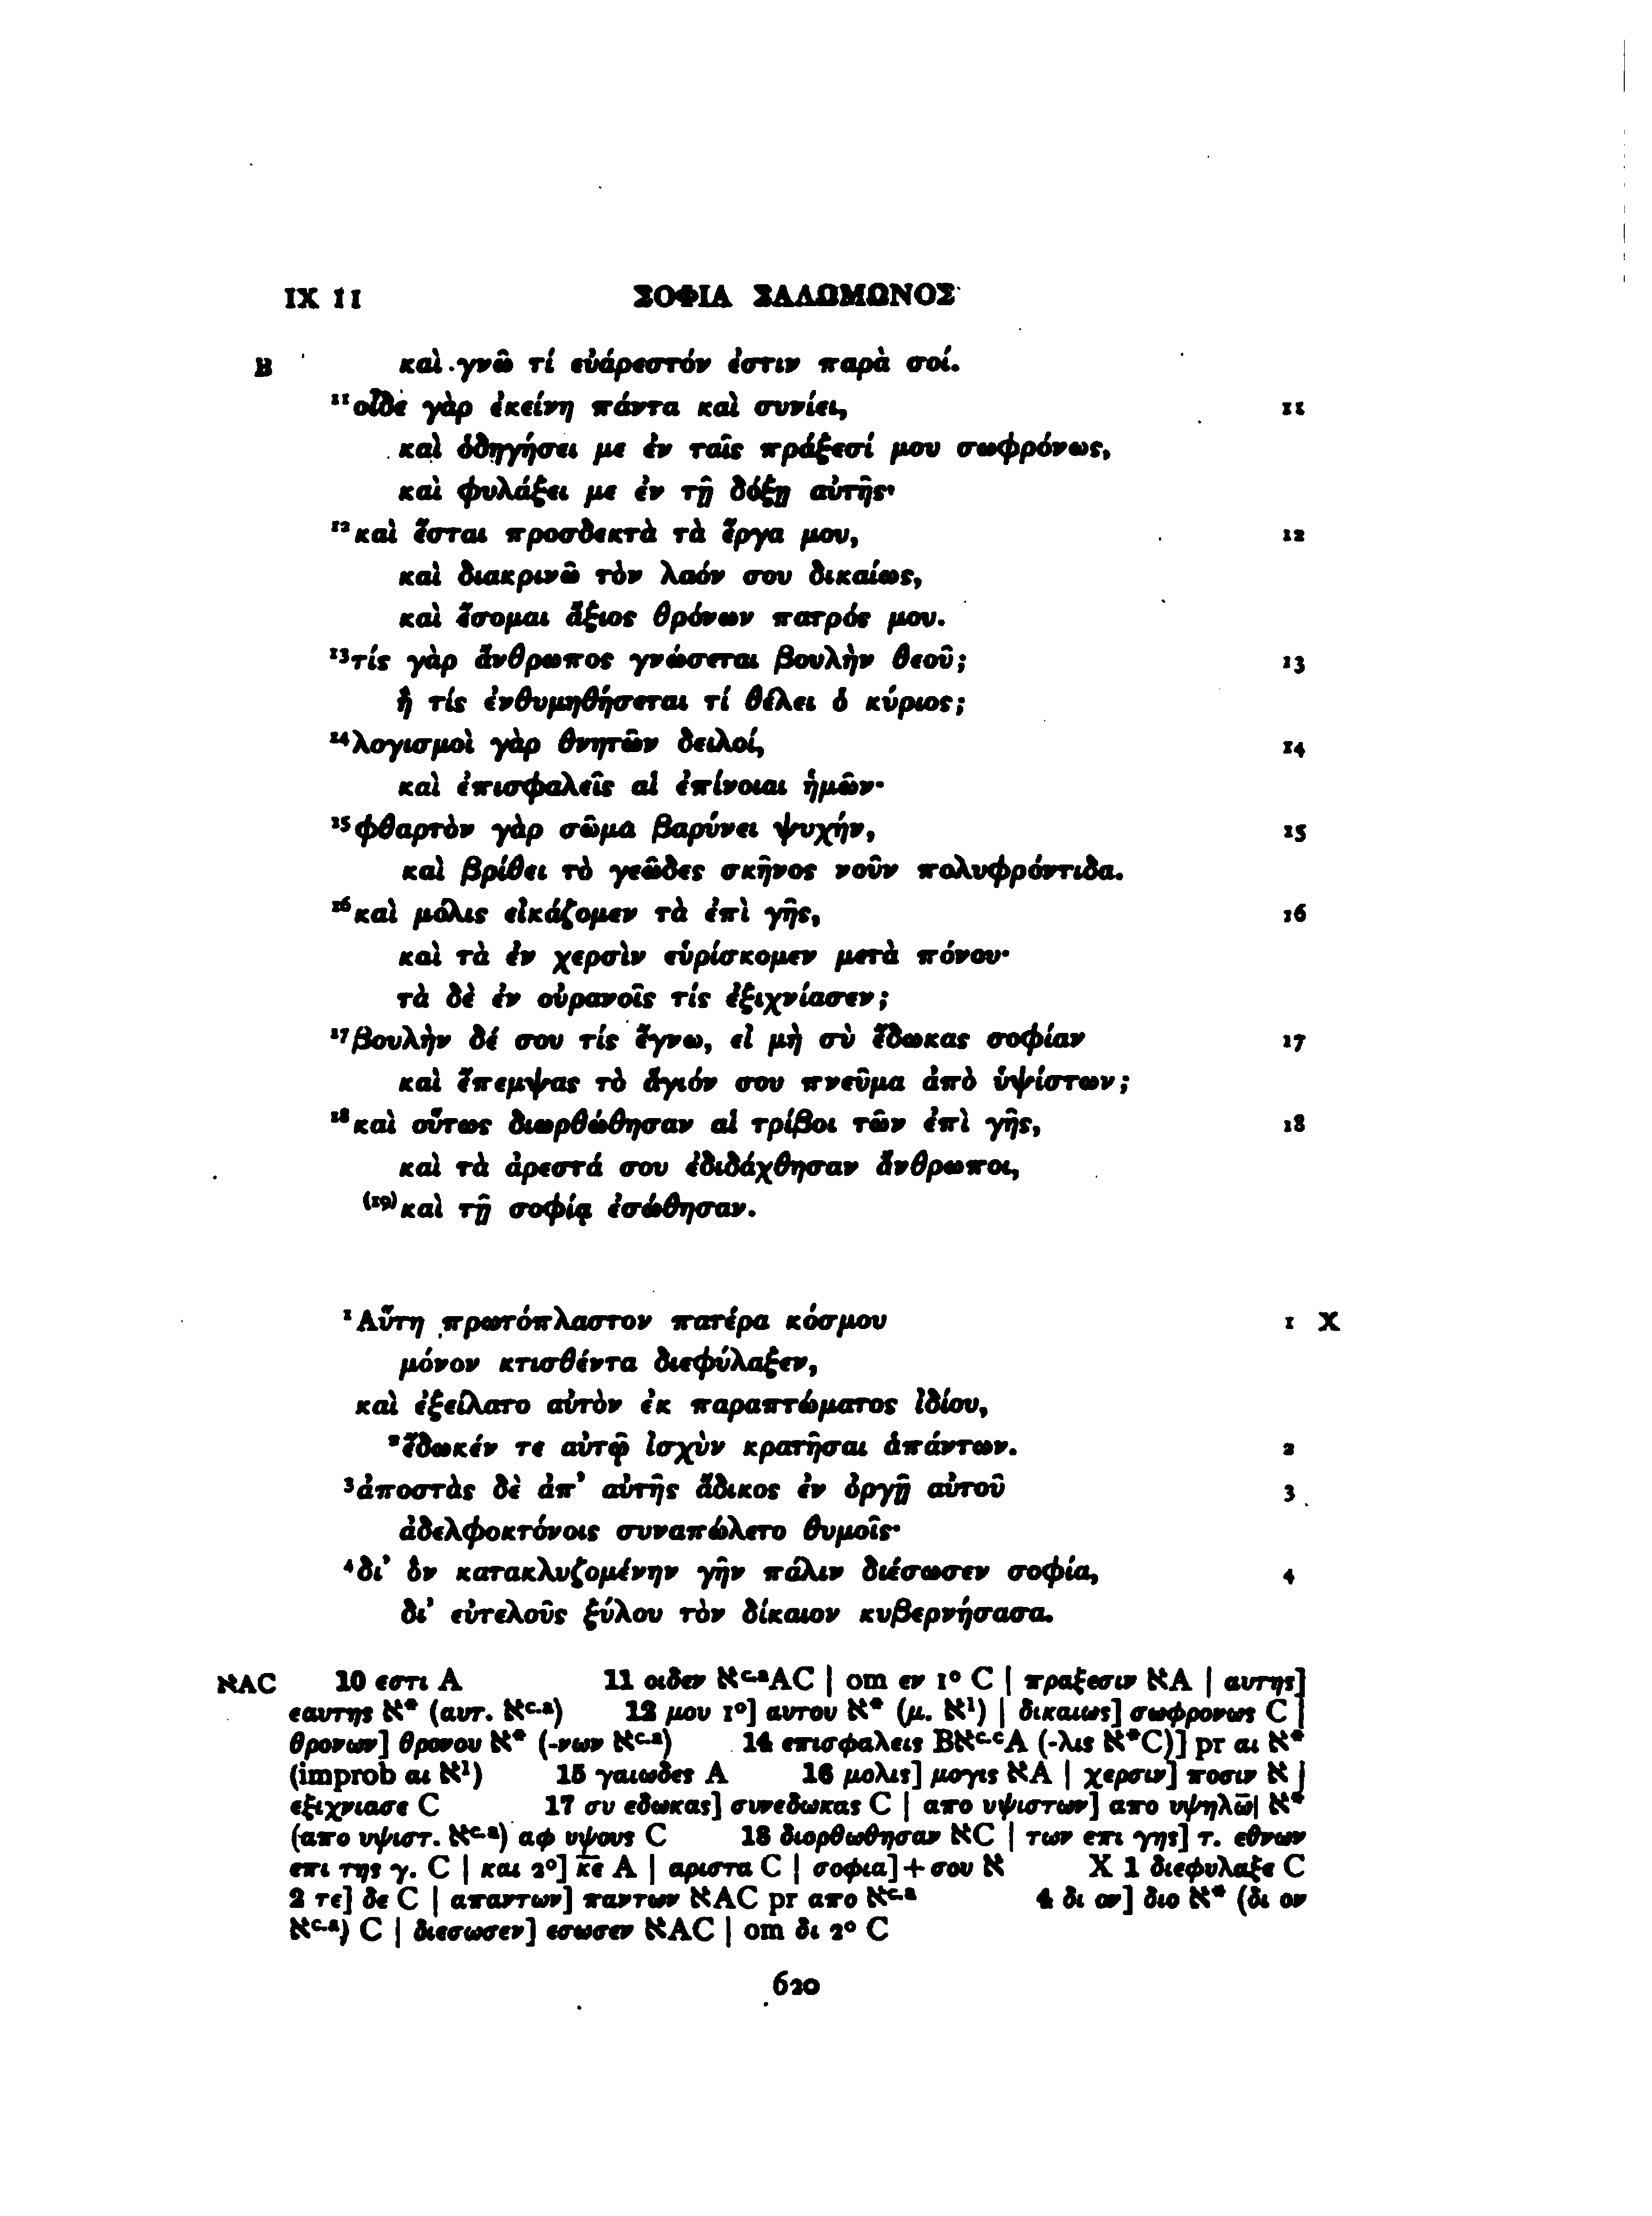 IX 11 ΣΟΦΙΑ ΣΑΛΩΜΩΝΟΣ
B καὶ γνῶ τί εὐάρεστόν ἐστιν παρὰ σοί.
¹¹οἶδε γὰρ ἐκείνη πάντα καὶ συνίει, 11
καὶ ὁδηγήσει με ἐν ταῖς πράξεσί μου σωφρόνως,
καὶ φυλάξει με ἐν τῇ δόξῃ αὐτῆς·
¹²καὶ ἔσται προσδεκτὰ τὰ ἔργα μου, 12
καὶ διακρινῶ τὸν λαόν σου δικαίως,
καὶ ἔσομαι ἄξιος θρόνων πατρός μου.
¹³τίς γὰρ ἄνθρωπος γνώσεται βουλὴν θεοῦ; 13
ἢ τίς ἐνθυμηθήσεται τί θέλει ὁ κύριος;
¹⁴λογισμοὶ γὰρ θνητῶν δειλοί, 14
καὶ ἐπισφαλεῖς αἱ ἐπίνοιαι ἡμῶν·
¹⁵φθαρτὸν γὰρ σῶμα βαρύνει ψυχήν, 15
καὶ βρίθει τὸ γεῶδες σκῆνος νοῦν πολυφρόντιδα.
¹⁶καὶ μόλις εἰκάζομεν τὰ ἐπὶ γῆς, 16
καὶ τὰ ἐν χερσὶν εὑρίσκομεν μετὰ πόνου·
τὰ δὲ ἐν οὐρανοῖς τίς ἐξιχνίασεν;
¹⁷βουλὴν δέ σου τίς ἔγνω, εἰ μὴ σὺ ἔδωκας σοφίαν 17
καὶ ἔπεμψας τὸ ἅγιόν σου πνεῦμα ἀπὸ ὑψίστων;
¹⁸καὶ οὕτως διωρθώθησαν αἱ τρίβοι τῶν ἐπὶ γῆς, 18
καὶ τὰ ἀρεστά σου ἐδιδάχθησαν ἄνθρωποι,
⁽¹⁹⁾καὶ τῇ σοφίᾳ ἐσώθησαν.
¹Αὕτη πρωτόπλαστον πατέρα κόσμου 1 X
μόνον κτισθέντα διεφύλαξεν,
καὶ ἐξείλατο αὐτὸν ἐκ παραπτώματος ἰδίου,
²ἔδωκέν τε αὐτῷ ἰσχὺν κρατῆσαι ἁπάντων. 2
³ἀποστὰς δὲ ἀπ’ αὐτῆς ἄδικος ἐν ὀργῇ αὐτοῦ 3
ἀδελφοκτόνοις συναπώλετο θυμοῖς·
⁴δι’ ὃν κατακλυζομένην γῆν πάλιν διέσωσεν σοφία, 4
δι’ εὐτελοῦς ξύλου τὸν δίκαιον κυβερνήσασα.
ℵAC 10 εστι A 11 οιδεν ℵᶜ·ᵃAC | om εν 1° C | πραξεσιν ℵA | αυτης]
εαυτης ℵ* (αυτ. ℵᶜ·ᵃ) 12 μου 1°] αυτου ℵ* (μ. ℵ¹) | δικαιως] σωφρονως C |
θρονων] θρονου ℵ* (-νων ℵᶜ·ᵃ) 14 επισφαλεις Bℵᶜ·ᶜA (-λις ℵ*C)] pr αι ℵ*
(improb αι ℵ¹) 15 γαιωδες A 16 μολις] μογις ℵA | χερσιν] ποσιν ℵ |
εξιχνιασε C 17 συ εδωκας] συνεδωκας C | απο υψιστων] απο υψηλω̄| ℵ*
(απο υψιστ. ℵᶜ·ᵃ) αφ υψους C 18 διορθωθησαν ℵC | των επι γης] τ. εθνων
επι της γ. C | και 2°] κ̅ε̅ A | αριστα C | σοφια]+σου ℵ X 1 διεφυλαξε C
2 τε] δε C | απαντων] παντων ℵAC pr απο ℵᶜ·ᵃ 4 δι ον] διο ℵ* (δι ον
ℵᶜ·ᵃ) C | διεσωσεν] εσωσεν ℵAC | om δι 2° C
620